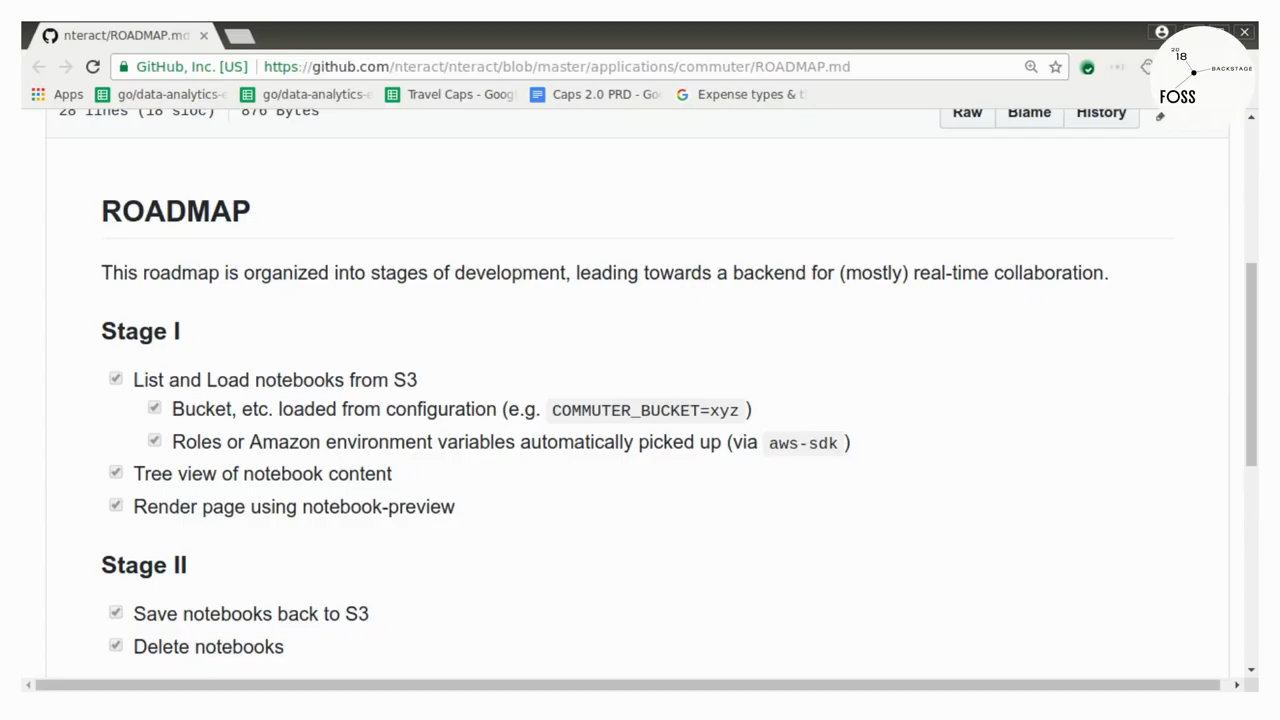 nteract/ROADMAP.md
GitHub, Inc. [US] https://github.com/nteract/nteract/blob/master/applications/commuter/ROADMAP.md
20
18
BACKSTAGE
FOSS
Apps go/data-analytics- go/data-analytics- Travel Caps - Goog Caps 2.0 PRD - Go Expense types & t
28 lines (18 sloc) 876 Bytes
Raw Blame History
ROADMAP
This roadmap is organized into stages of development, leading towards a backend for (mostly) real-time collaboration.
Stage I
List and Load notebooks from S3
Bucket, etc. loaded from configuration (e.g. COMMUTER_BUCKET=xyz )
Roles or Amazon environment variables automatically picked up (via aws-sdk )
Tree view of notebook content
Render page using notebook-preview
Stage II
Save notebooks back to S3
Delete notebooks